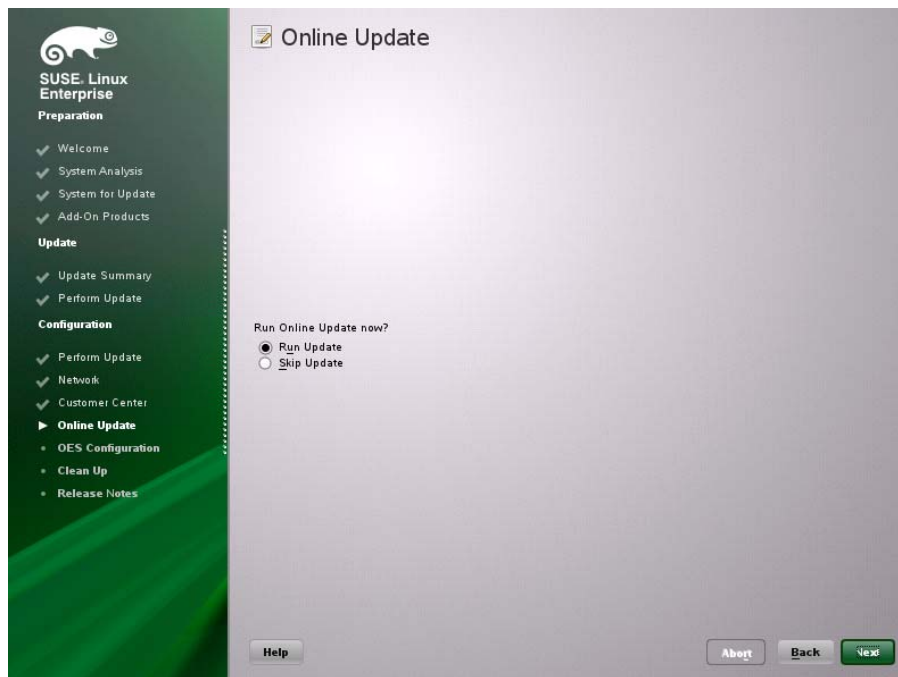 SUSE. Linux
Enterprise
Preparation
Welcome
System Analysis
System for Update
Add-On Products
Update
Update Summary
Perform Update
Configuration
Perform Update
Network
Customer Center
Online Update
OES Configuration
Clean Up
Release Notes
Online Update
Run Online Update now?
Run Update
Skip Update
Help
Abort
Back
Next